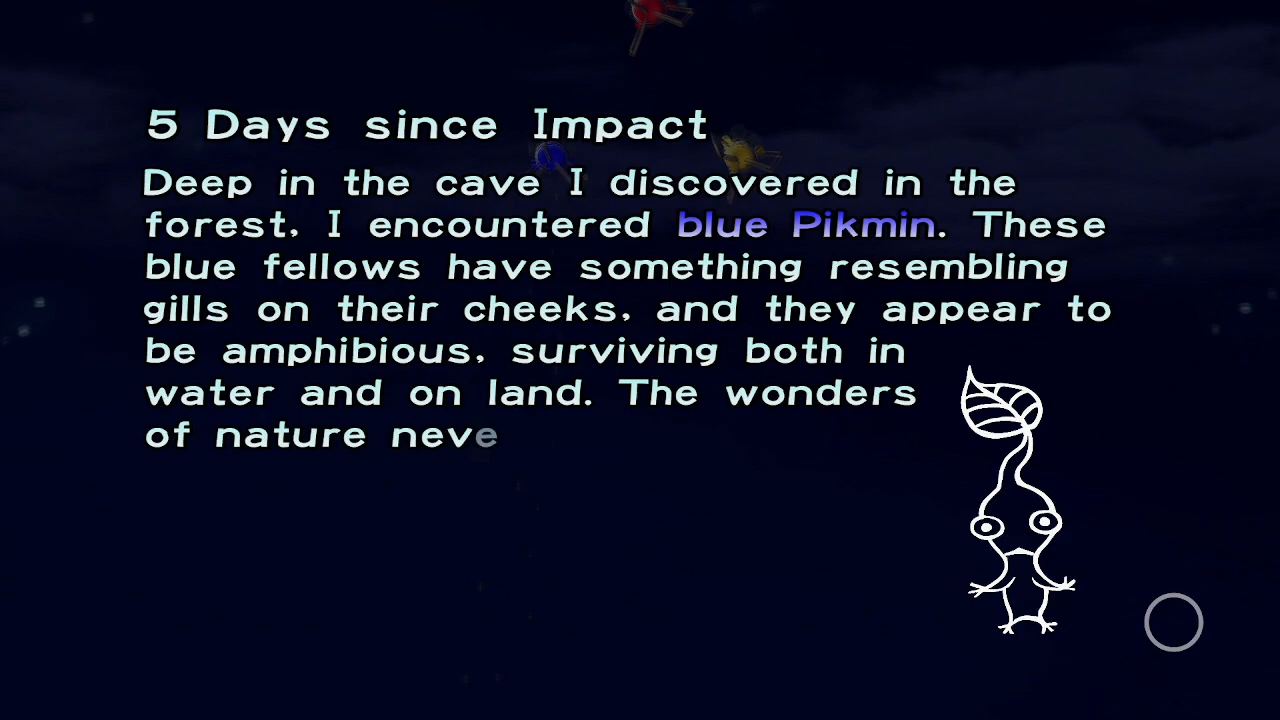 5 Days since Impact
Deep in the cave I discovered in the
forest, I encountered blue Pikmin. These
blue fellows have something resembling
gills on their cheeks, and they appear to
be amphibious, surviving both in
water and on land. The wonders
of nature neve